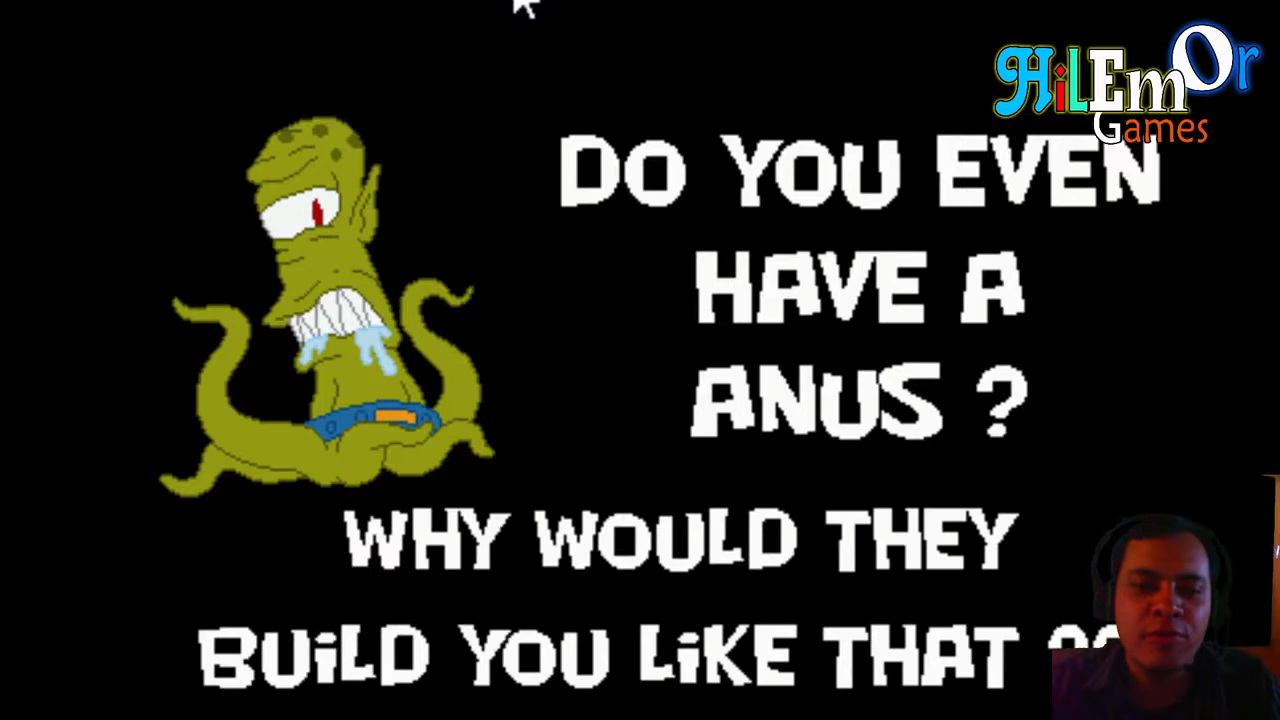 HiLEmOr
Games
DO YOU EVEN
HAVE A
ANUS ?
WHY WOULD THEY
BUiLD YOU LiKE THAT